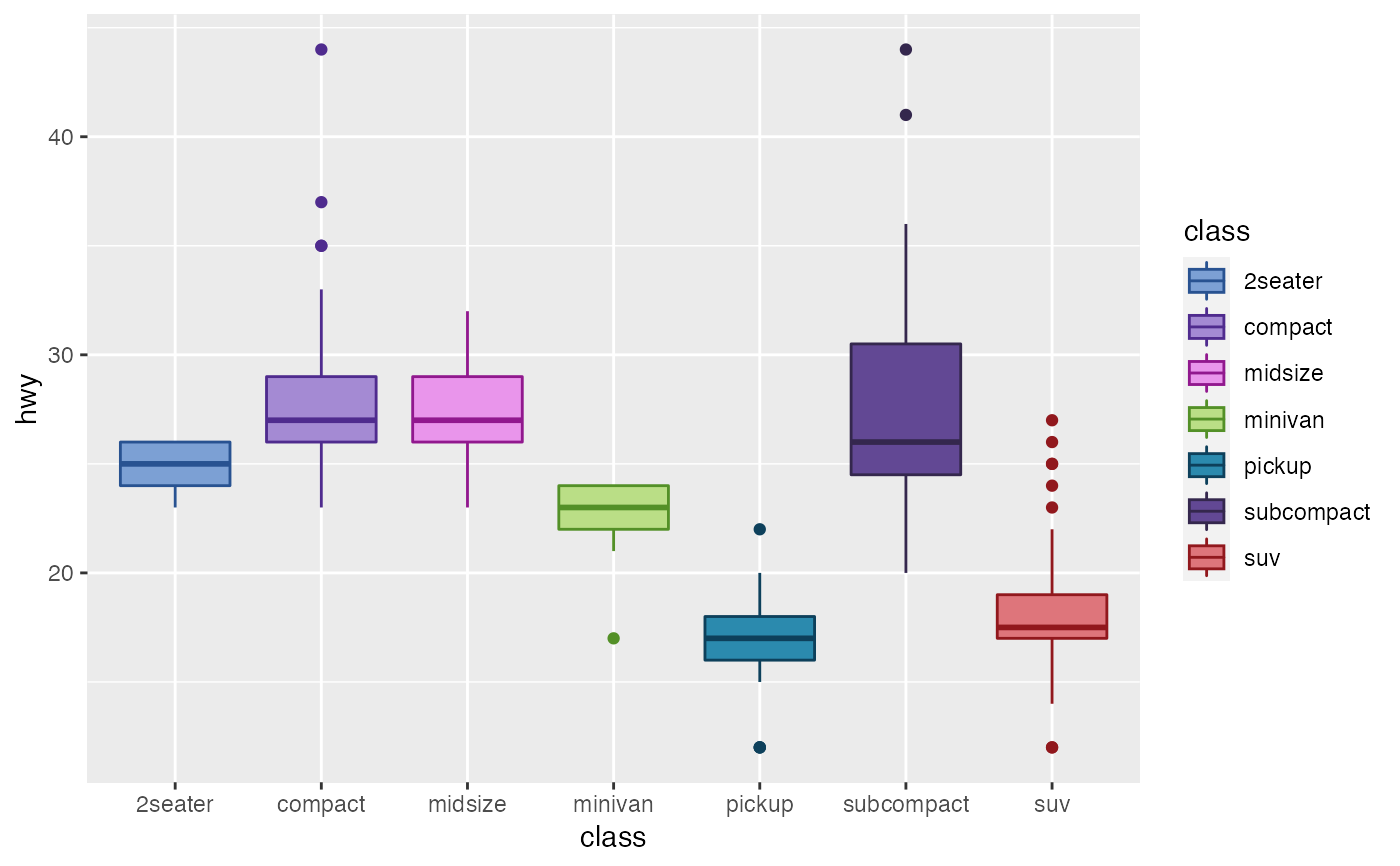 hwy
40
30
20
2seater compact midsize minivan pickup subcompact suv
class
class
2seater
compact
midsize
minivan
pickup
subcompact
suv